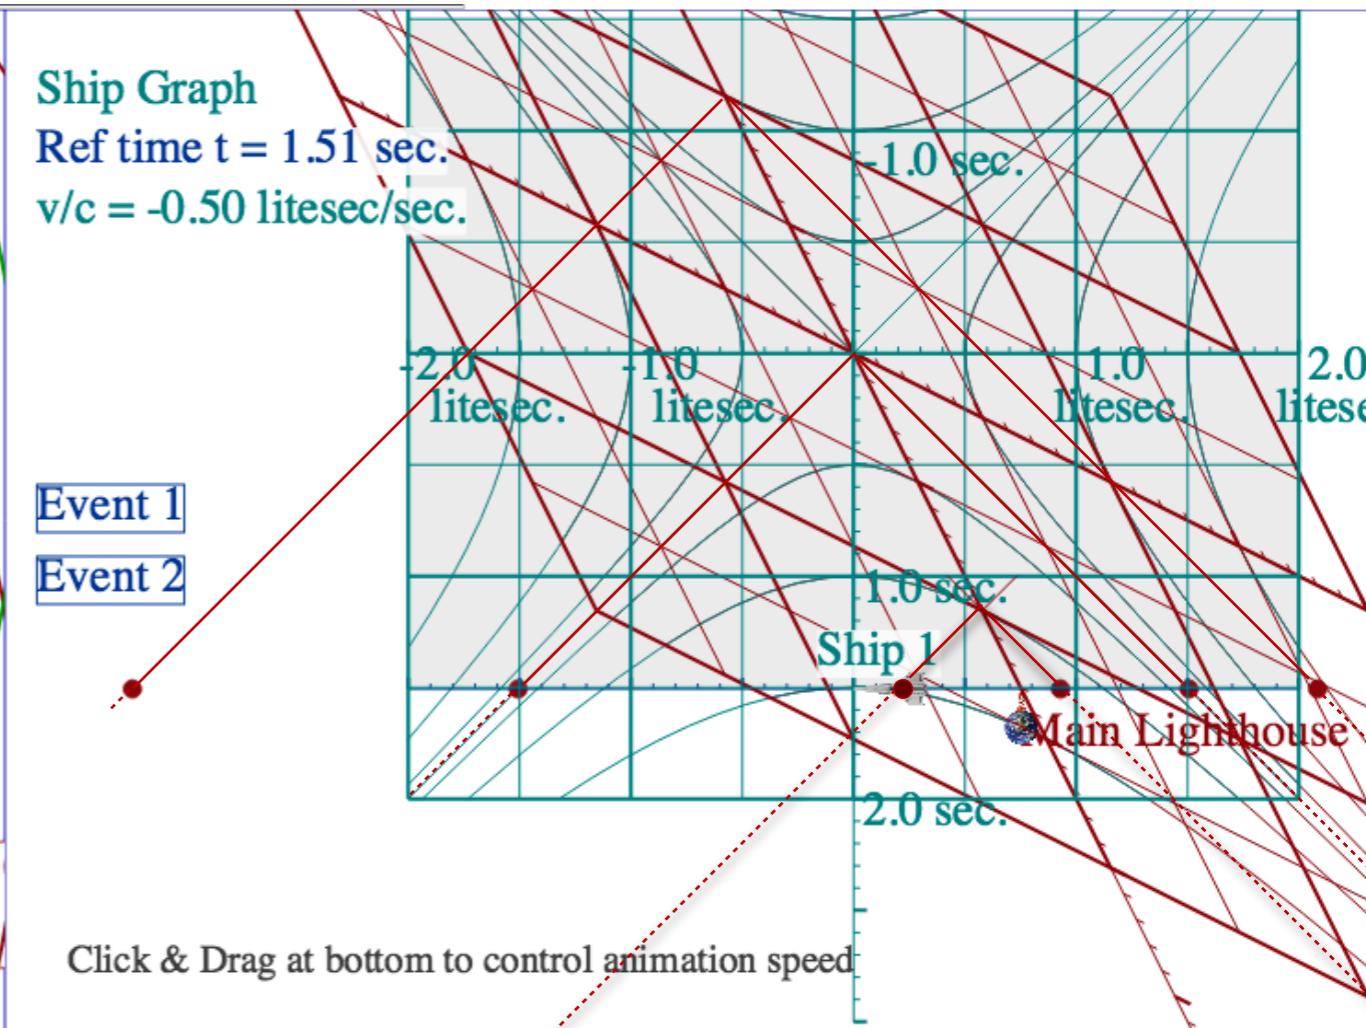 Ship Graph
Ref time t = 1.51 sec.
v/c = -0.50 litesec/sec.
-1.0 sec.
-2.0
litesec.
-1.0
litesec.
1.0
litesec.
2.0
litese
Event 1
Event 2
1.0 sec.
Ship 1
Main Lighthouse
2.0 sec.
Click & Drag at bottom to control animation speed